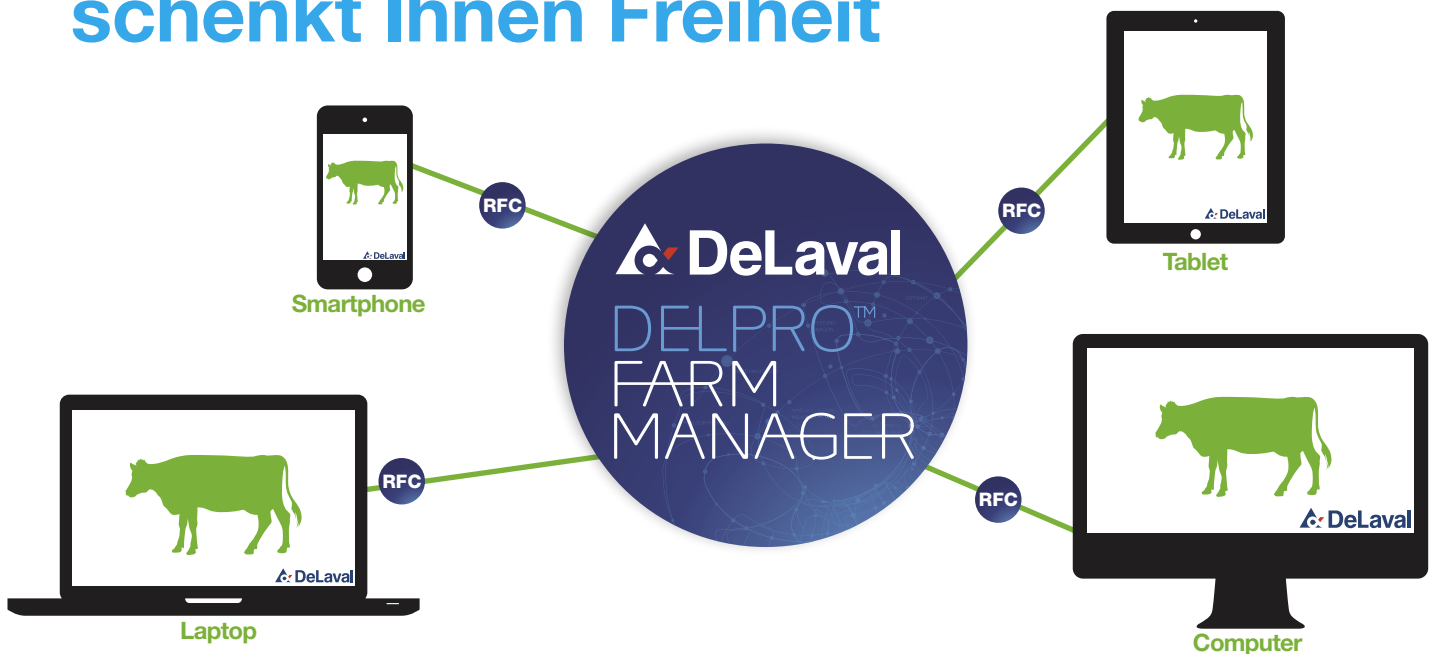 schenkt Ihnen Freiheit
RFC
RFC
DeLaval
DeLaval
Smartphone
DeLaval
Tablet
DELPRO™
FARM
MANAGER
RFC
RFC
DeLaval
DeLaval
Laptop
Computer